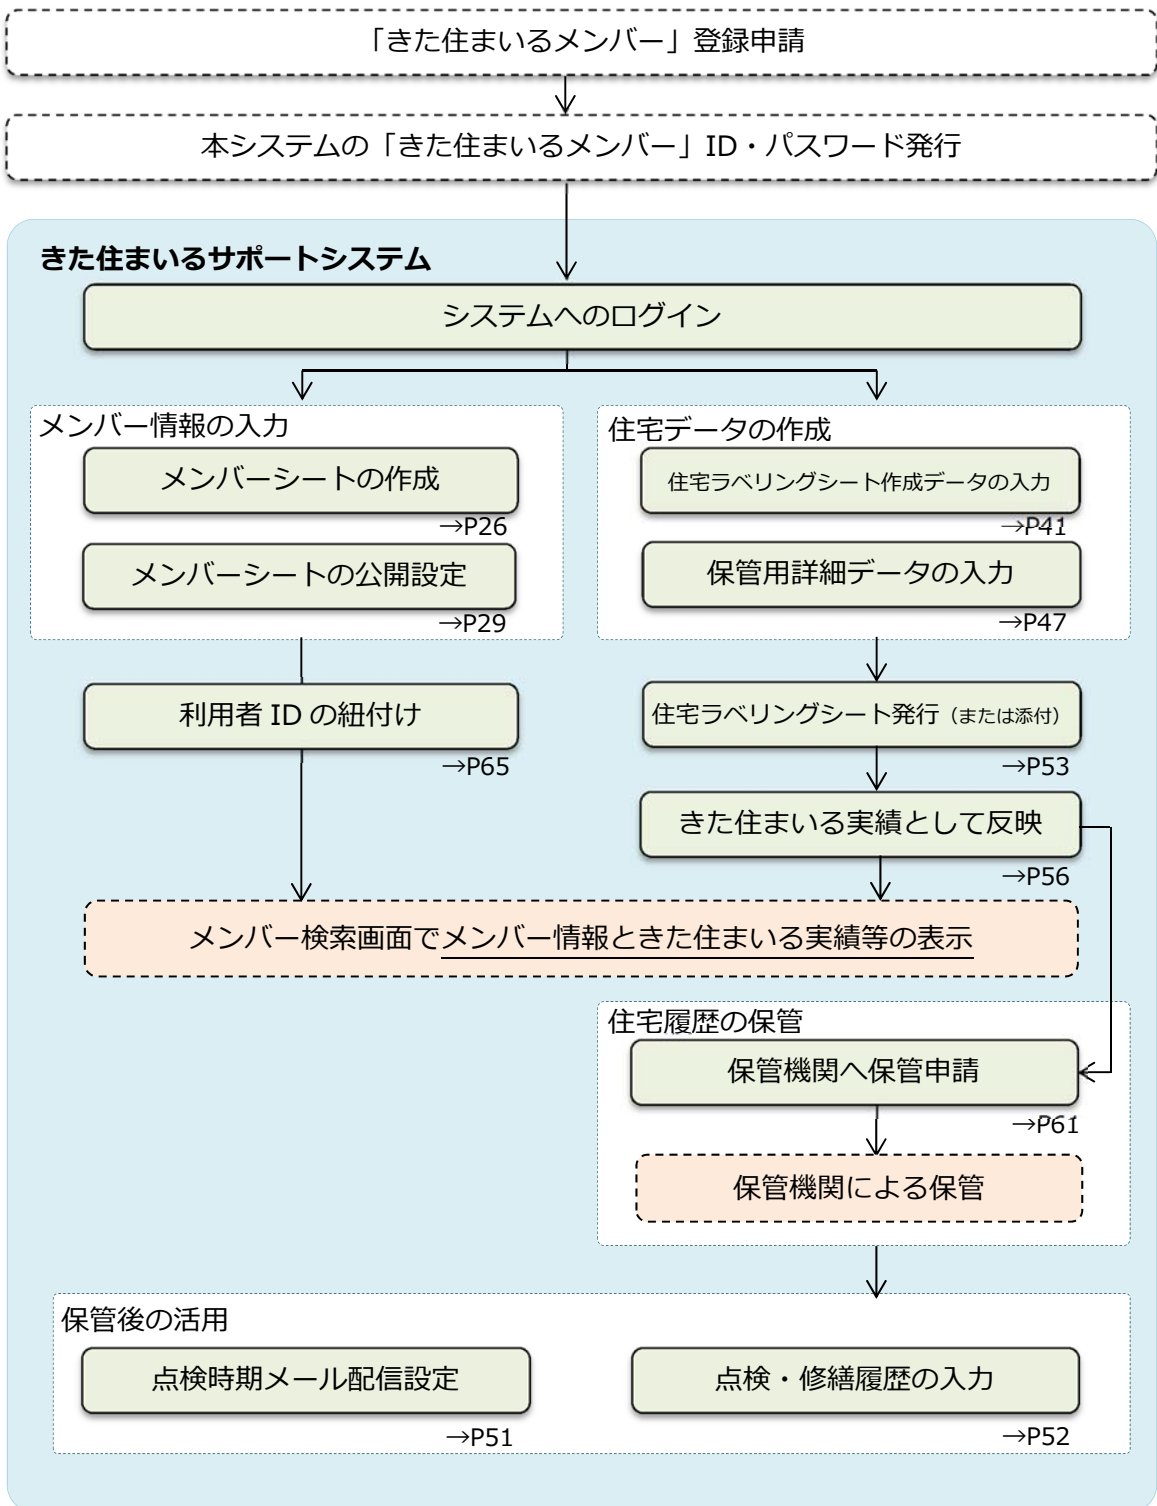 「きた住まいるメンバー」登録申請
本システムの「きた住まいるメンバー」ID・パスワード発行
きた住まいるサポートシステム
システムへのログイン
メンバー情報の入力
メンバーシートの作成
→P26
メンバーシートの公開設定
→P29
利用者 ID の紐付け
→P65
住宅データの作成
住宅ラベリングシート作成データの入力
→P41
保管用詳細データの入力
→P47
住宅ラベリングシート発行（または添付）
→P53
きた住まいる実績として反映
→P56
メンバー検索画面でメンバー情報ときた住まいる実績等の表示
住宅履歴の保管
保管機関へ保管申請
→P61
保管機関による保管
保管後の活用
点検時期メール配信設定
→P51
点検・修繕履歴の入力
→P52